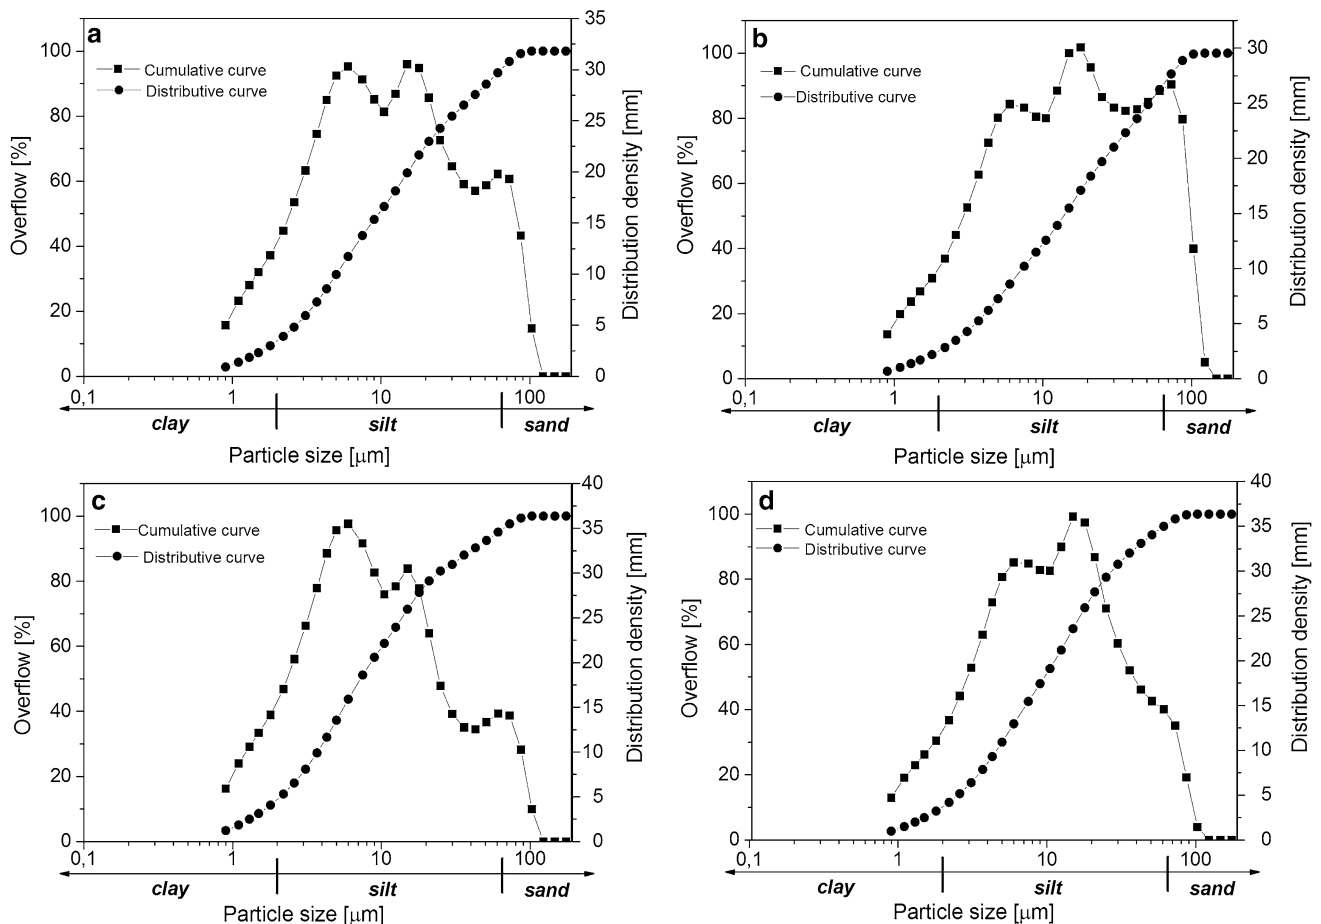 a
Cumulative curve
Distributive curve
Overflow [%]
100
80
60
40
20
0
35
30
25
20
15
10
5
0
Distribution density [mm]
0,1 1 10 100
clay silt sand
Particle size [μm]
b
Cumulative curve
Distributive curve
Overflow [%]
100
80
60
40
20
0
30
25
20
15
10
5
0
Distribution density [mm]
0,1 1 10 100
clay silt sand
Particle size [μm]
c
Cumulative curve
Distributive curve
Overflow [%]
100
80
60
40
20
0
40
35
30
25
20
15
10
5
0
Distribution density [mm]
0,1 1 10 100
clay silt sand
Particle size [μm]
d
Cumulative curve
Distributive curve
Overflow [%]
100
80
60
40
20
0
40
35
30
25
20
15
10
5
0
Distribution density [mm]
0,1 1 10 100
clay silt sand
Particle size [μm]